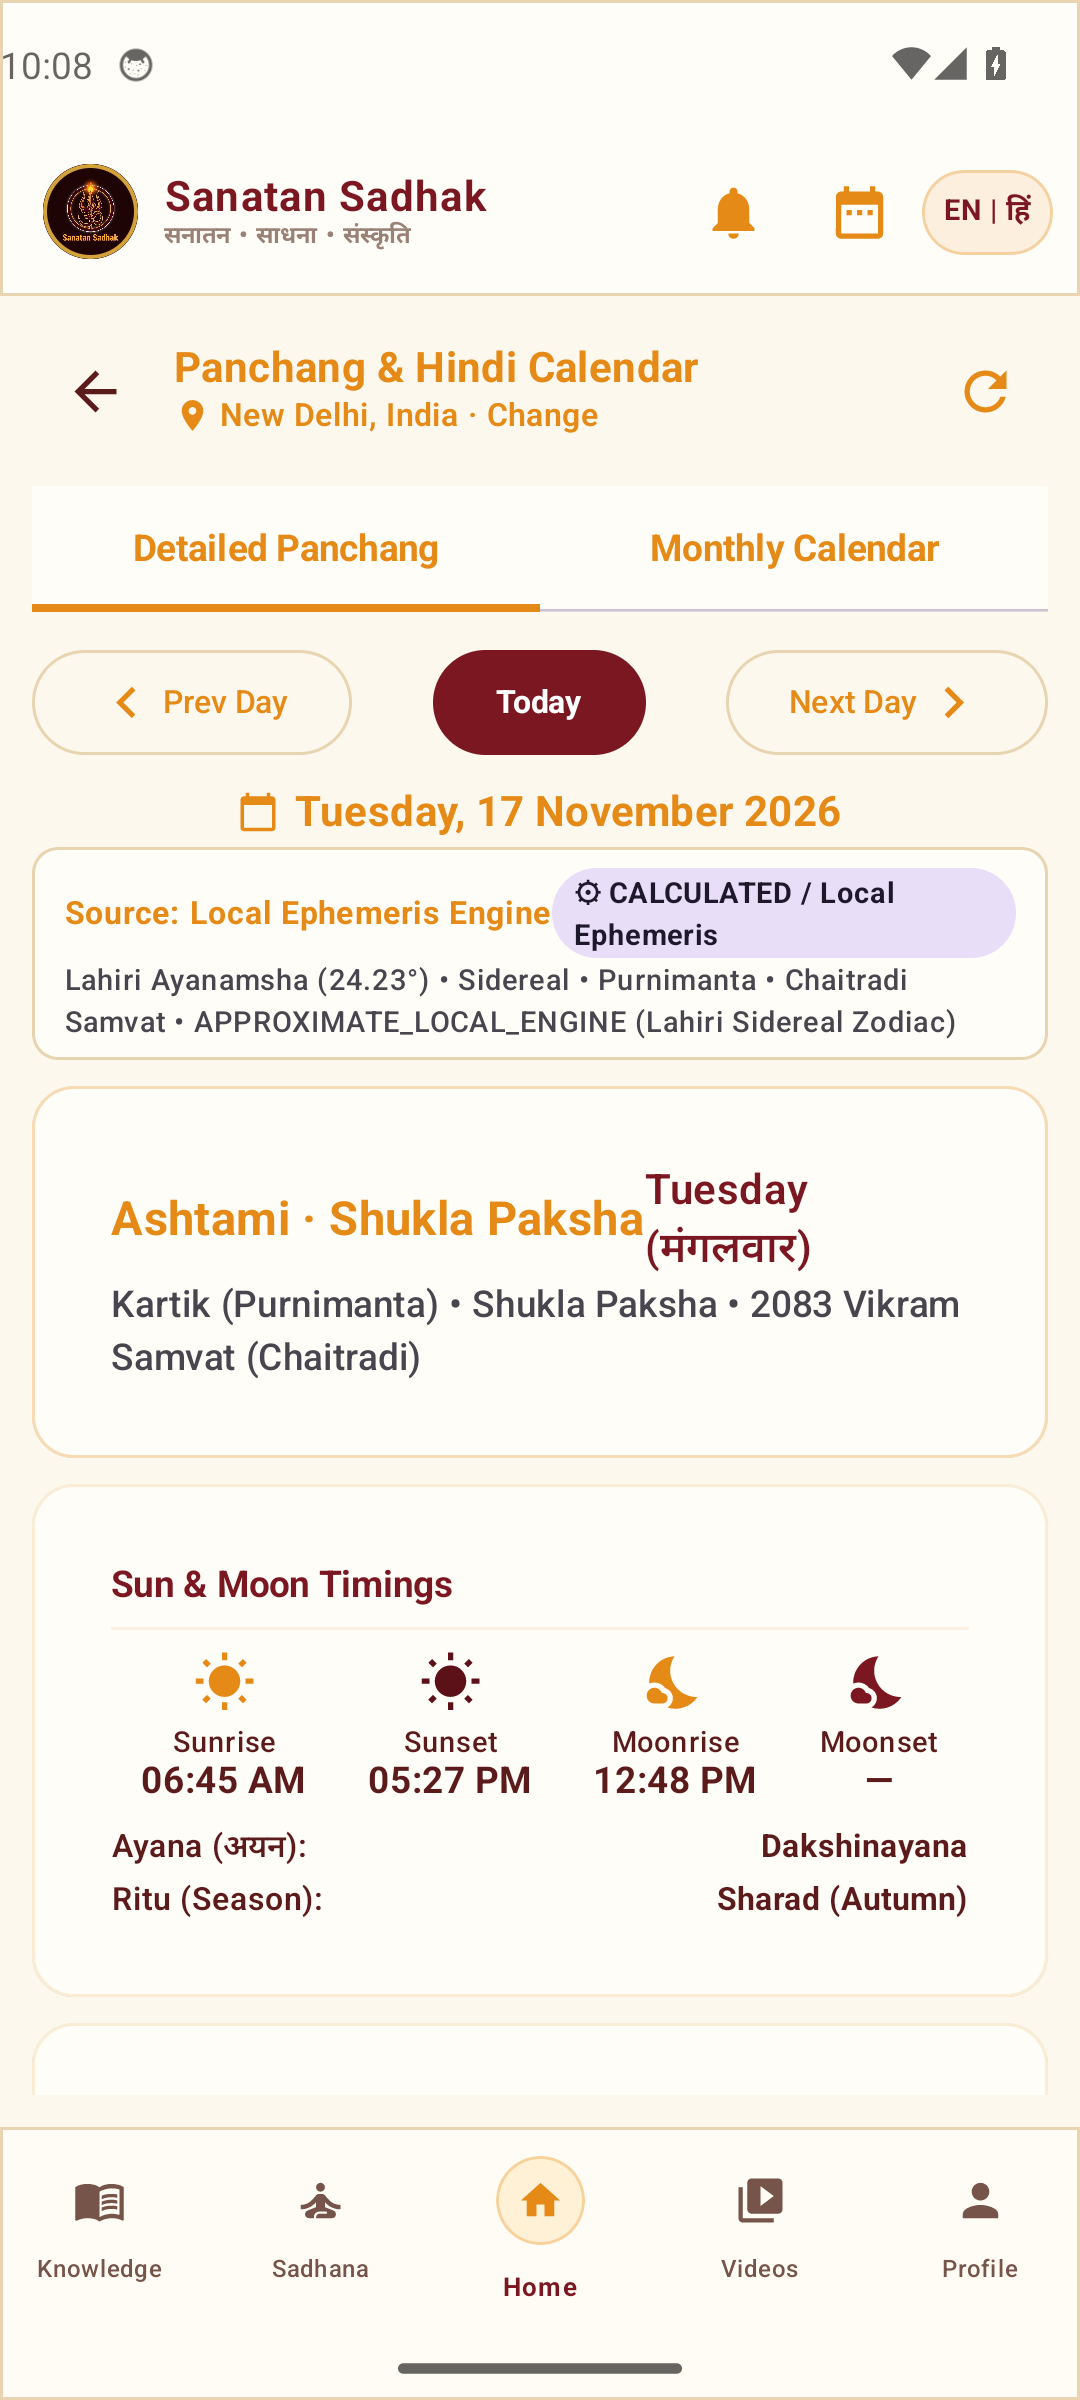 10:08
Sanatan Sadhak
सनातन • साधना • संस्कृति
EN | हिं
Sanatan Sadhak
Panchang & Hindi Calendar
New Delhi, India · Change
Detailed Panchang
Monthly Calendar
Prev Day
Today
Next Day
Tuesday, 17 November 2026
Source: Local Ephemeris Engine
⚙ CALCULATED / Local
Ephemeris
Lahiri Ayanamsha (24.23°) • Sidereal • Purnimanta • Chaitradi
Samvat • APPROXIMATE_LOCAL_ENGINE (Lahiri Sidereal Zodiac)
Ashtami · Shukla Paksha
Tuesday
(मंगलवार)
Kartik (Purnimanta) • Shukla Paksha • 2083 Vikram
Samvat (Chaitradi)
Sun & Moon Timings
Sunrise
06:45 AM
Sunset
05:27 PM
Moonrise
12:48 PM
Moonset
—
Ayana (अयन):
Dakshinayana
Ritu (Season):
Sharad (Autumn)
Knowledge
Sadhana
Home
Videos
Profile